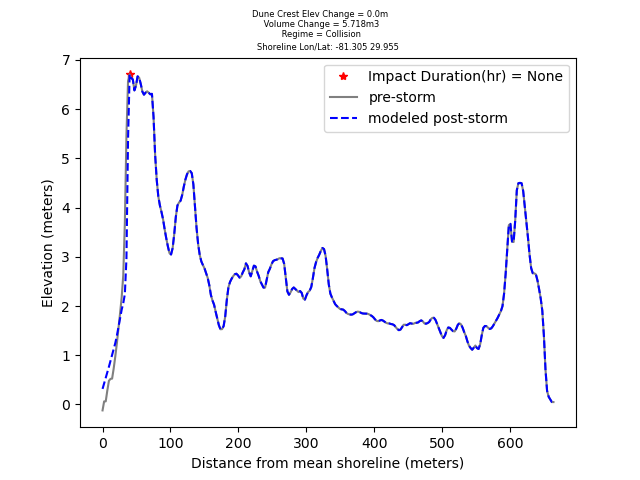 Dune Crest Elev Change = 0.0m
Volume Change = 5.718m3
Regime = Collision
Shoreline Lon/Lat: -81.305 29.955
Impact Duration(hr) = None
pre-storm
modeled post-storm
7
6
5
4
3
2
1
0
Elevation (meters)
0 100 200 300 400 500 600
Distance from mean shoreline (meters)